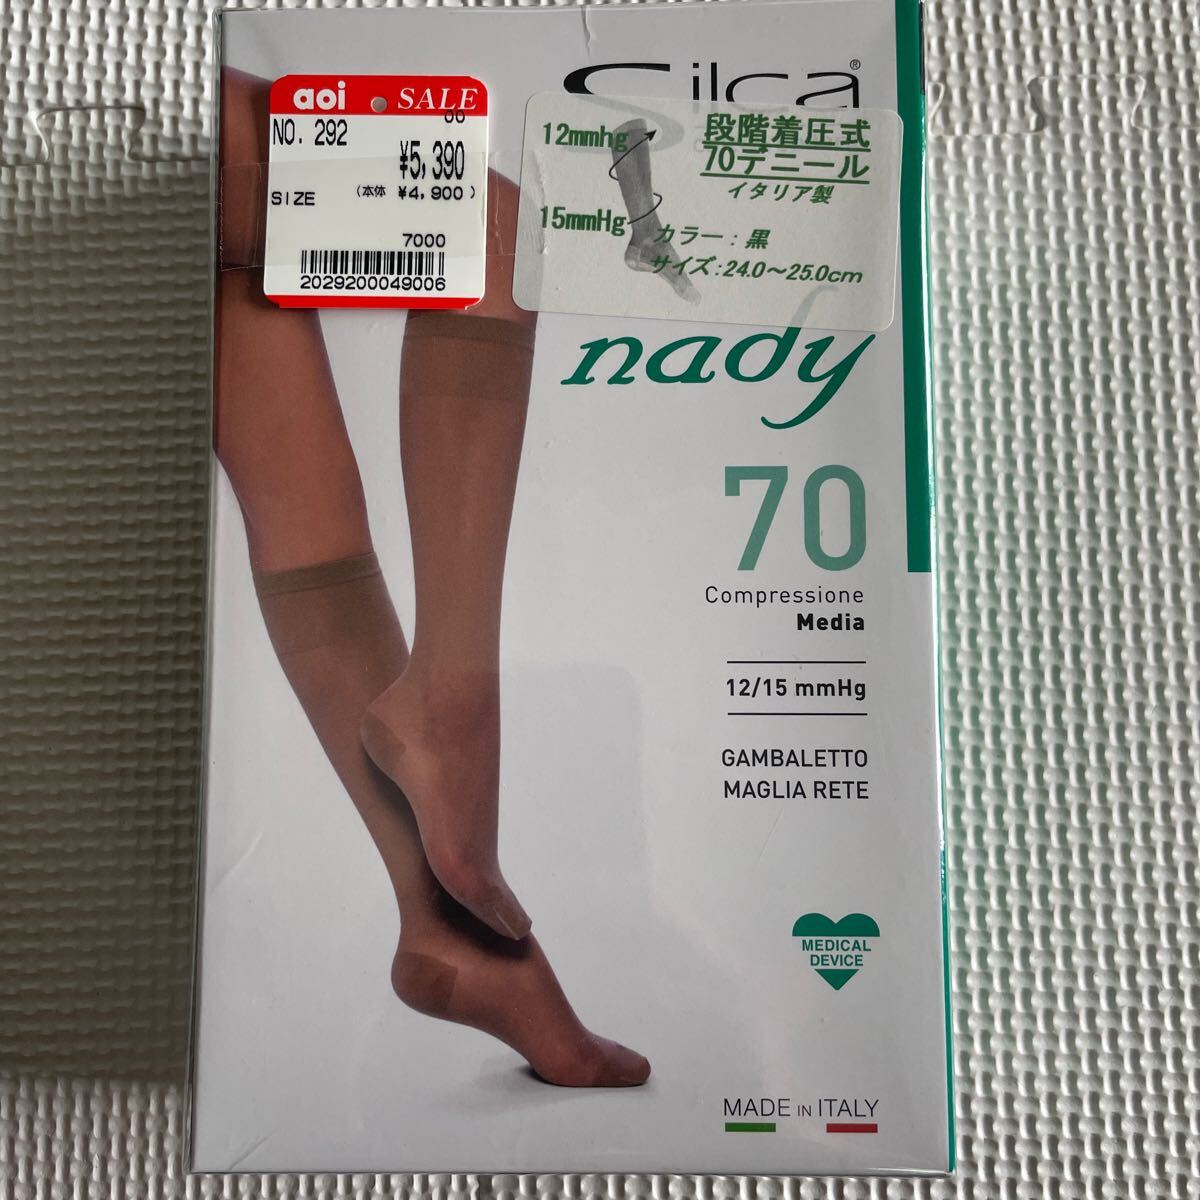 Silca®
aoi SALE
NO. 292
¥5,390
(本体 ¥4,900)
SIZE
7000
2029200049006
段階着圧式
70デニール
イタリア製
12mmhg
15mmHg
カラー:黒
サイズ:24.0～25.0cm
nady
70
Compressione
Media
12/15 mmHg
GAMBALETTO
MAGLIA RETE
MEDICAL
DEVICE
MADE IN ITALY